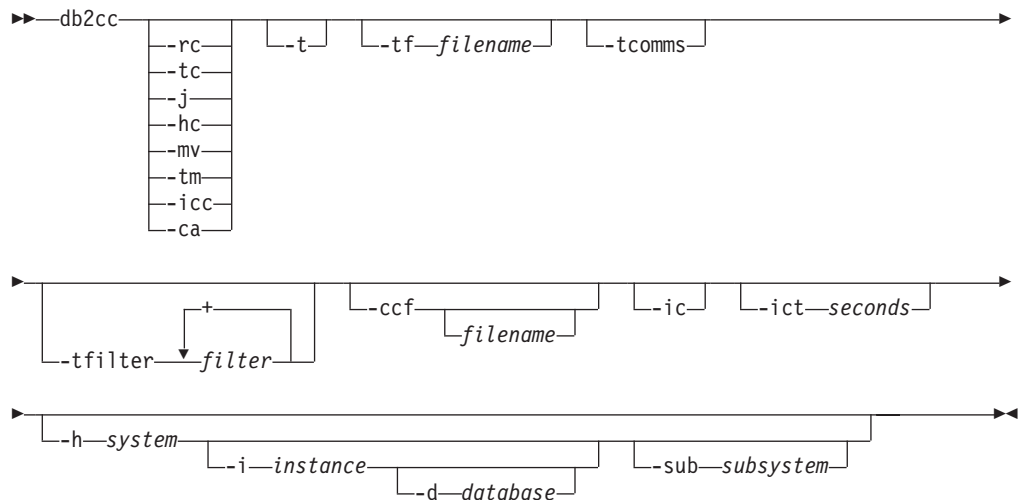 db2cc
-rc
-tc
-j
-hc
-mv
-tm
-icc
-ca
-t
-tf filename
-tcomms
+
-tfilter filter
-ccf
filename
-ic
-ict seconds
-h system
-i instance
-d database
-sub subsystem